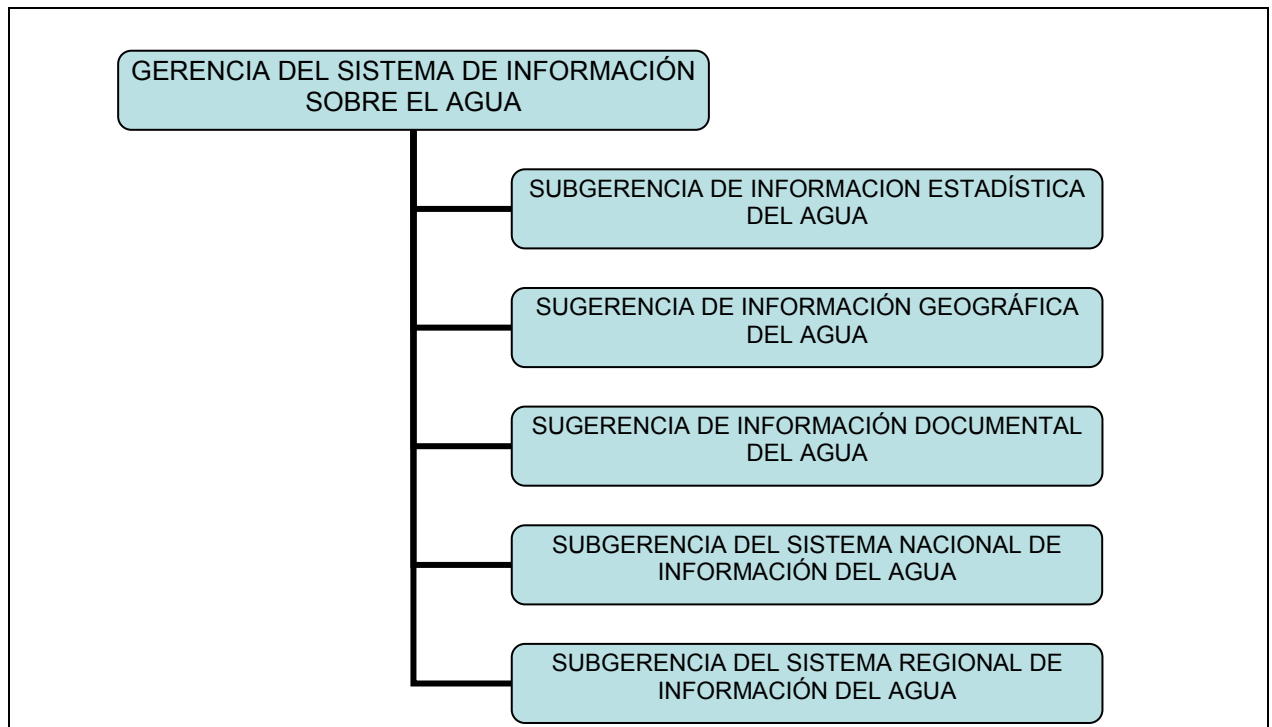 GERENCIA DEL SISTEMA DE INFORMACIÓN
SOBRE EL AGUA
SUBGERENCIA DE INFORMACION ESTADÍSTICA
DEL AGUA
SUGERENCIA DE INFORMACIÓN GEOGRÁFICA
DEL AGUA
SUGERENCIA DE INFORMACIÓN DOCUMENTAL
DEL AGUA
SUBGERENCIA DEL SISTEMA NACIONAL DE
INFORMACIÓN DEL AGUA
SUBGERENCIA DEL SISTEMA REGIONAL DE
INFORMACIÓN DEL AGUA